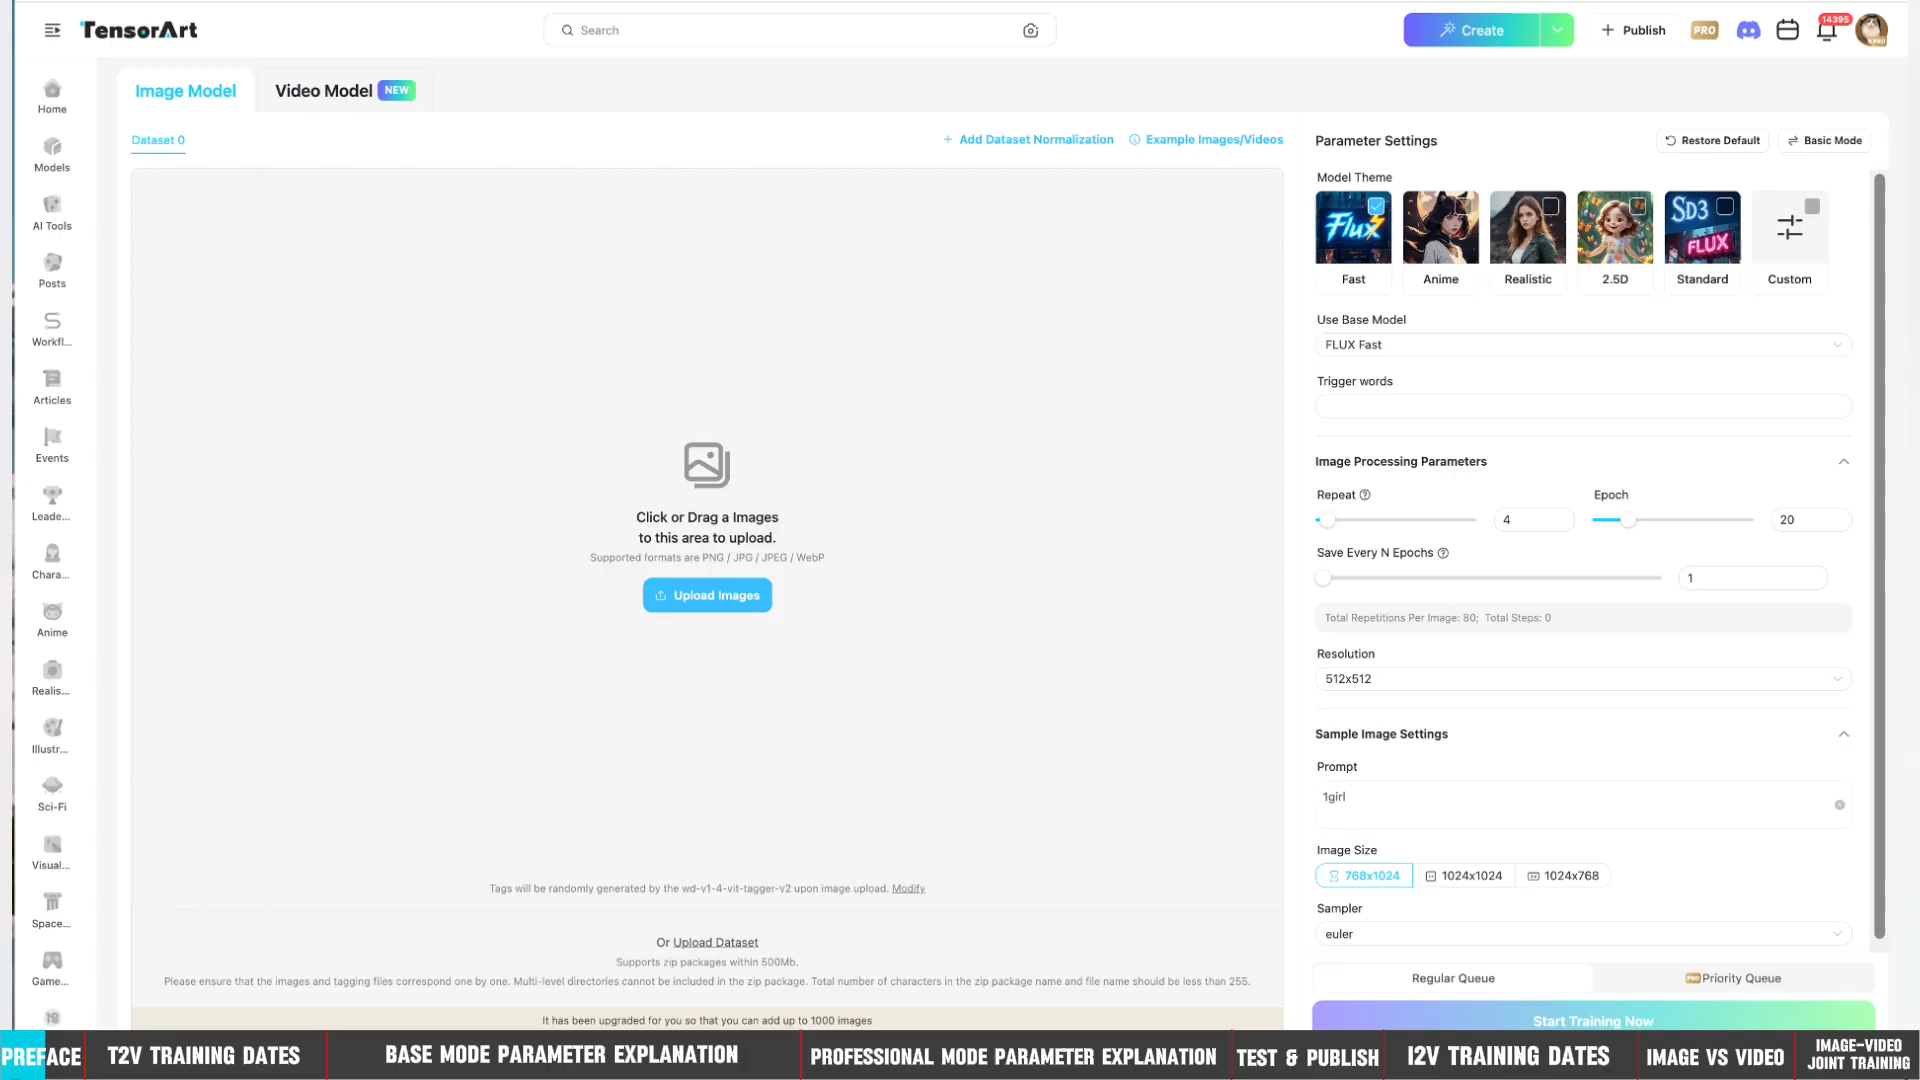 TensorArt
Search
Create
Publish
PRO
14395
Home
Models
AI Tools
Posts
Workfl...
Articles
Events
Leade...
Chara...
Anime
Realis...
Illustr...
Sci-Fi
Visual...
Space...
Game...
Image Model
Video Model NEW
Dataset 0
+ Add Dataset Normalization
Example Images/Videos
Click or Drag a Images
to this area to upload.
Supported formats are PNG / JPG / JPEG / WebP
Upload Images
Tags will be randomly generated by the wd-v1-4-vit-tagger-v2 upon image upload. Modify
Or Upload Dataset
Supports zip packages within 500Mb.
Please ensure that the images and tagging files correspond one by one. Multi-level directories cannot be included in the zip package. Total number of characters in the zip package name and file name should be less than 255.
It has been upgraded for you so that you can add up to 1000 images
Parameter Settings
Restore Default
Basic Mode
Model Theme
Flux
SD3
FLUX
Fast
Anime
Realistic
2.5D
Standard
Custom
Use Base Model
FLUX Fast
Trigger words
Image Processing Parameters
Repeat
Epoch
4
20
Save Every N Epochs
1
Total Repetitions Per Image: 80; Total Steps: 0
Resolution
512x512
Sample Image Settings
Prompt
1girl
Image Size
768x1024
1024x1024
1024x768
Sampler
euler
Regular Queue
PRO Priority Queue
Start Training Now
PREFACE
T2V TRAINING DATES
BASE MODE PARAMETER EXPLANATION
PROFESSIONAL MODE PARAMETER EXPLANATION
TEST & PUBLISH
I2V TRAINING DATES
IMAGE VS VIDEO
IMAGE-VIDEO
JOINT TRAINING